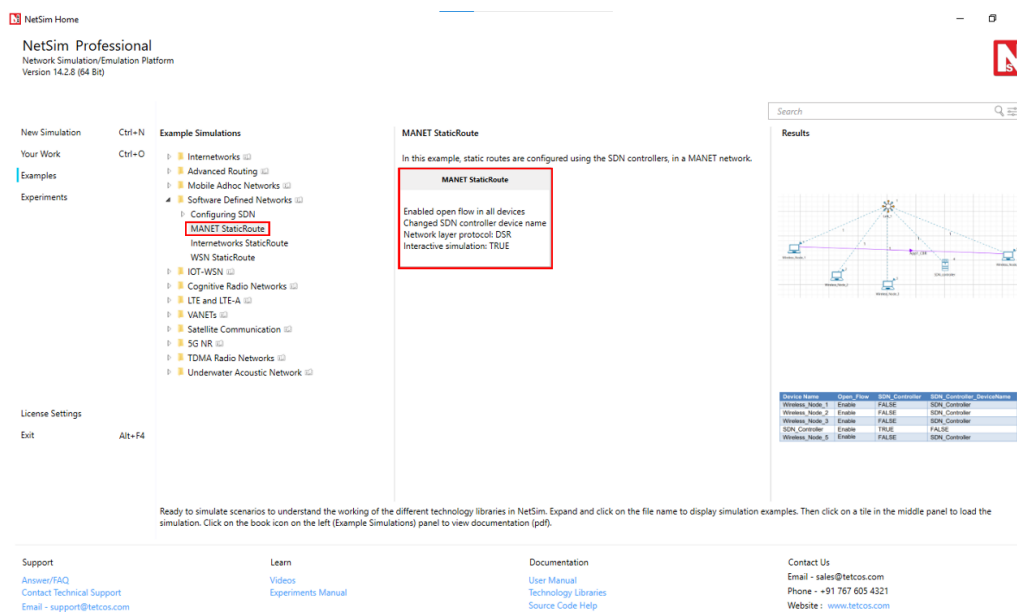 NetSim Home
NetSim Professional
Network Simulation/Emulation Platform
Version 14.2.8 (64 Bit)
Search
New Simulation Ctrl+N
Your Work Ctrl+O
Examples
Experiments
License Settings
Exit Alt+F4
Example Simulations
Internetworks
Advanced Routing
Mobile Adhoc Networks
Software Defined Networks
Configuring SDN
MANET StaticRoute
Internetworks StaticRoute
WSN StaticRoute
IOT-WSN
Cognitive Radio Networks
LTE and LTE-A
VANETs
Satellite Communication
5G NR
TDMA Radio Networks
Underwater Acoustic Network
MANET StaticRoute
In this example, static routes are configured using the SDN controllers, in a MANET network.
MANET StaticRoute
Enabled open flow in all devices
Changed SDN controller device name
Network layer protocol: DSR
Interactive simulation: TRUE
Results
Device Name Open_Flow SDN_Controller SDN_Controller_DeviceName
Wireless_Node_1 Enable FALSE SDN_Controller
Wireless_Node_2 Enable FALSE SDN_Controller
Wireless_Node_3 Enable FALSE SDN_Controller
SDN_Controller Enable TRUE FALSE
Wireless_Node_5 Enable FALSE SDN_Controller
Ready to simulate scenarios to understand the working of the different technology libraries in NetSim. Expand and click on the file name to display simulation examples. Then click on a tile in the middle panel to load the
simulation. Click on the book icon on the left (Example Simulations) panel to view documentation (pdf).
Support
Answer/FAQ
Contact Technical Support
Email - support@tetcos.com
Learn
Videos
Experiments Manual
Documentation
User Manual
Technology Libraries
Source Code Help
Contact Us
Email - sales@tetcos.com
Phone - +91 767 605 4321
Website : www.tetcos.com